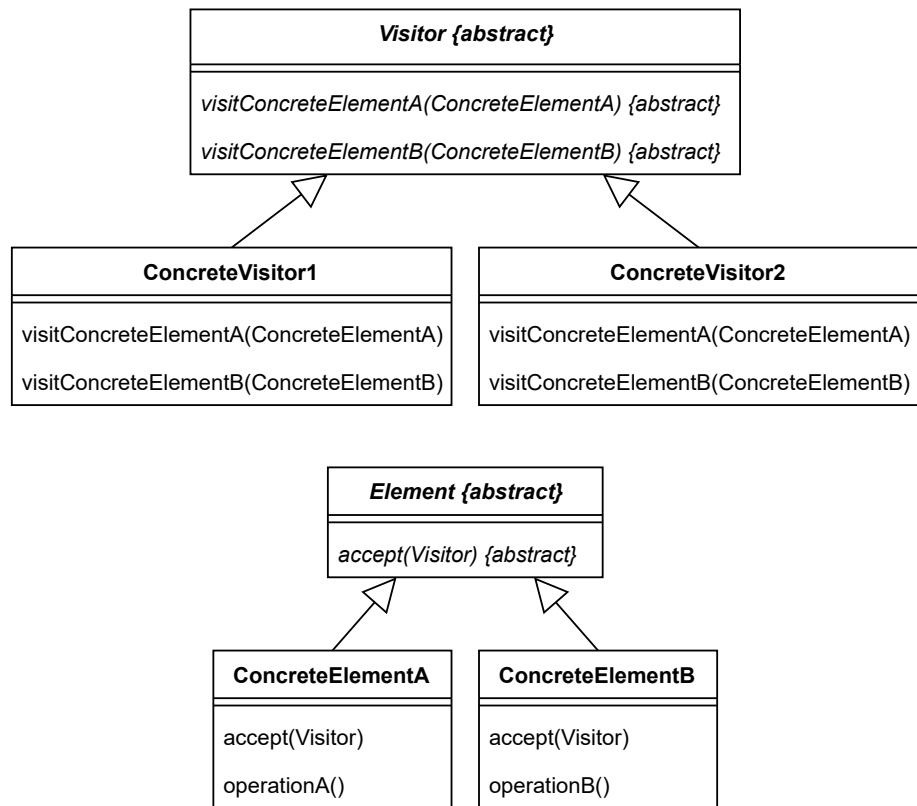 Visitor {abstract}
visitConcreteElementA(ConcreteElementA) {abstract}
visitConcreteElementB(ConcreteElementB) {abstract}
ConcreteVisitor1
visitConcreteElementA(ConcreteElementA)
visitConcreteElementB(ConcreteElementB)
ConcreteVisitor2
visitConcreteElementA(ConcreteElementA)
visitConcreteElementB(ConcreteElementB)
Element {abstract}
accept(Visitor) {abstract}
ConcreteElementA
accept(Visitor)
operationA()
ConcreteElementB
accept(Visitor)
operationB()